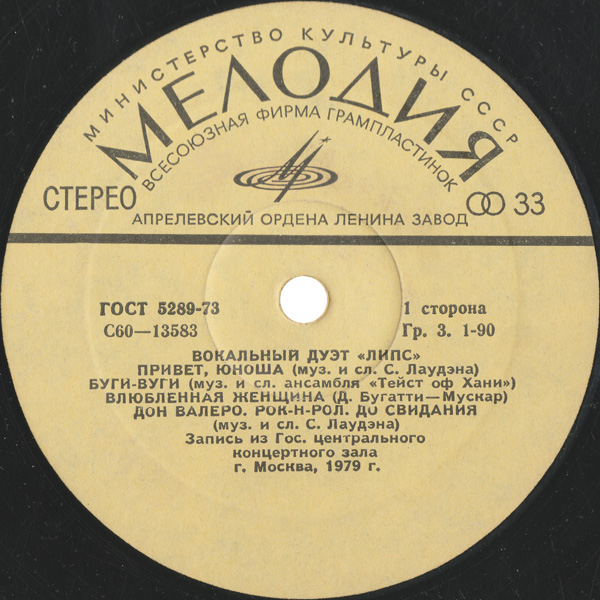 МИНИСТЕРСТВО КУЛЬТУРЫ СССР
МЕЛОДИЯ
ВСЕСОЮЗНАЯ ФИРМА ГРАМПЛАСТИНОК
СТЕРЕО 33
АПРЕЛЕВСКИЙ ОРДЕНА ЛЕНИНА ЗАВОД
ГОСТ 5289-73 1 сторона
С60—13583 Гр. 3. 1-90
ВОКАЛЬНЫЙ ДУЭТ «ЛИПС»
ПРИВЕТ, ЮНОША (муз. и сл. С. Лаудэна)
БУГИ-ВУГИ (муз. и сл. ансамбля «Тейст оф Хани»)
ВЛЮБЛЕННАЯ ЖЕНЩИНА (Д. Бугатти—Мускар)
ДОН ВАЛЕРО. РОК-Н-РОЛ. ДО СВИДАНИЯ
(муз. и сл. С. Лаудэна)
Запись из Гос. центрального
концертного зала
г. Москва, 1979 г.